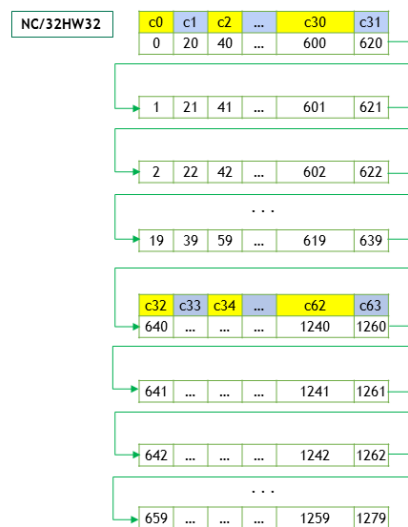 NC/32HW32
c0 c1 c2 ... c30 c31
0 20 40 ... 600 620
1 21 41 ... 601 621
2 22 42 ... 602 622
. . .
19 39 59 ... 619 639
c32 c33 c34 ... c62 c63
640 ... ... ... 1240 1260
641 ... ... ... 1241 1261
642 ... ... ... 1242 1262
. . .
659 ... ... ... 1259 1279